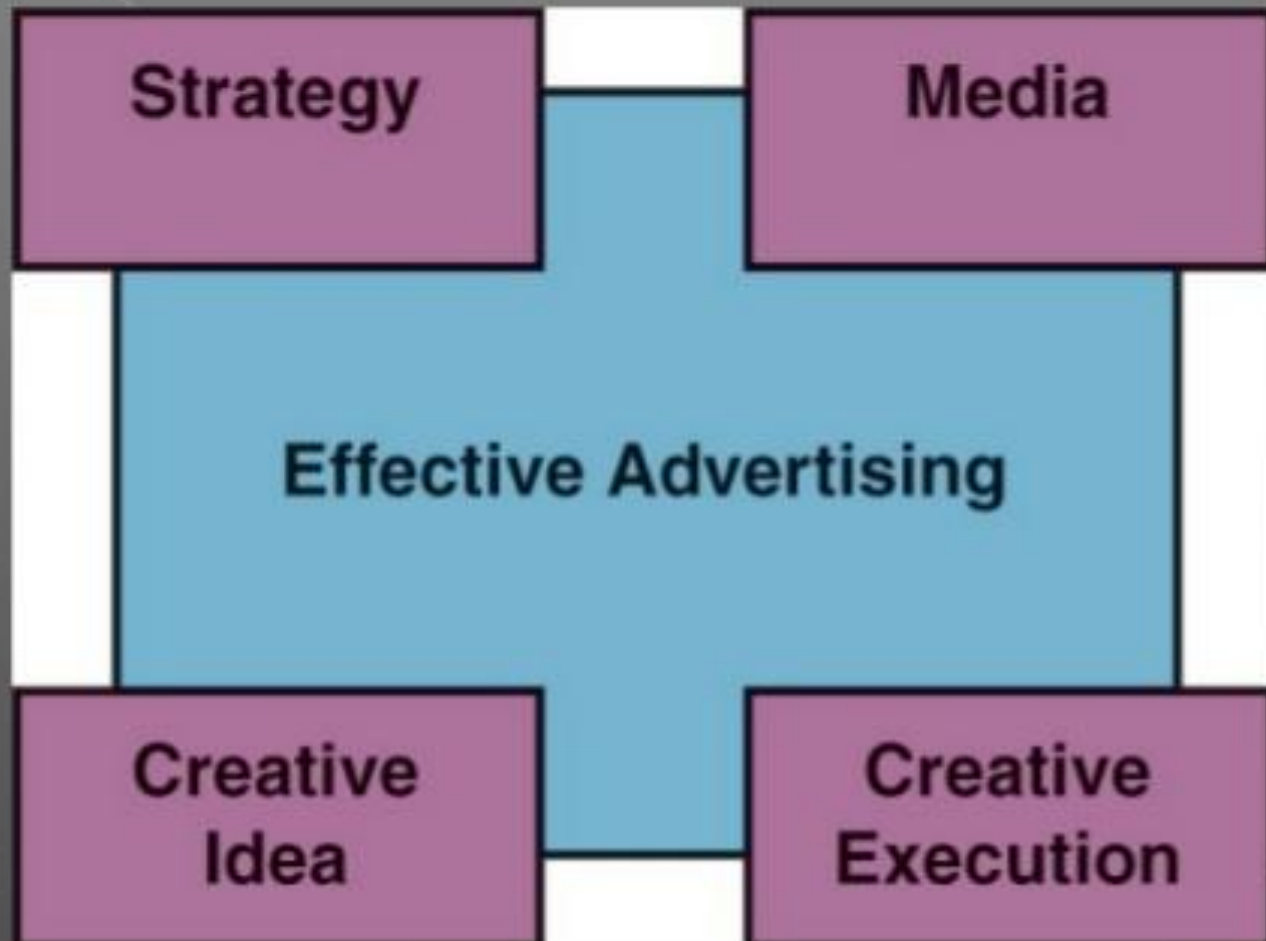 Strategy
Media
Effective Advertising
Creative
Idea
Creative
Execution